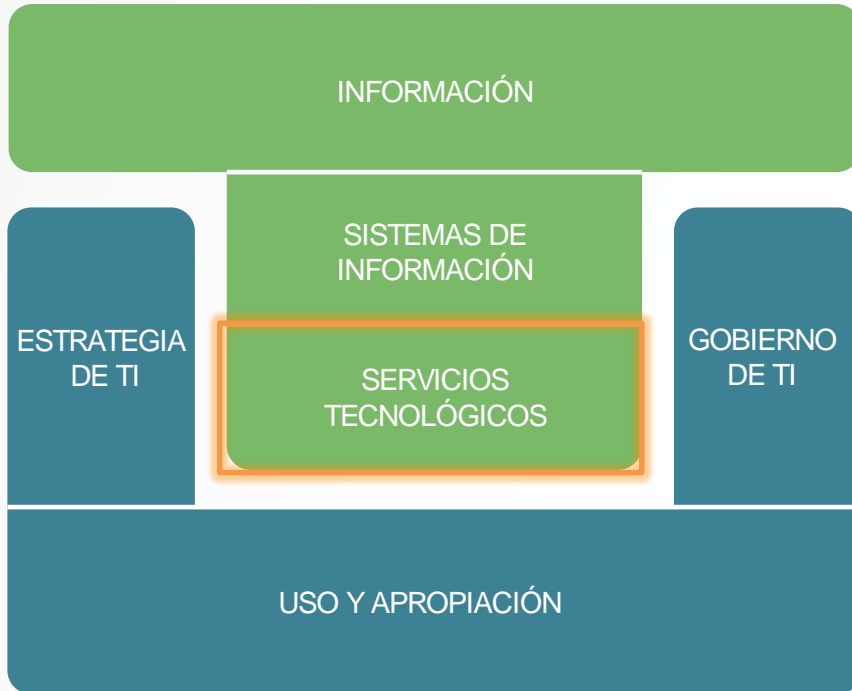 INFORMACIÓN
SISTEMAS DE
INFORMACIÓN
ESTRATEGIA
DE TI
GOBIERNO
DE TI
SERVICIOS
TECNOLÓGICOS
USO Y APROPIACIÓN